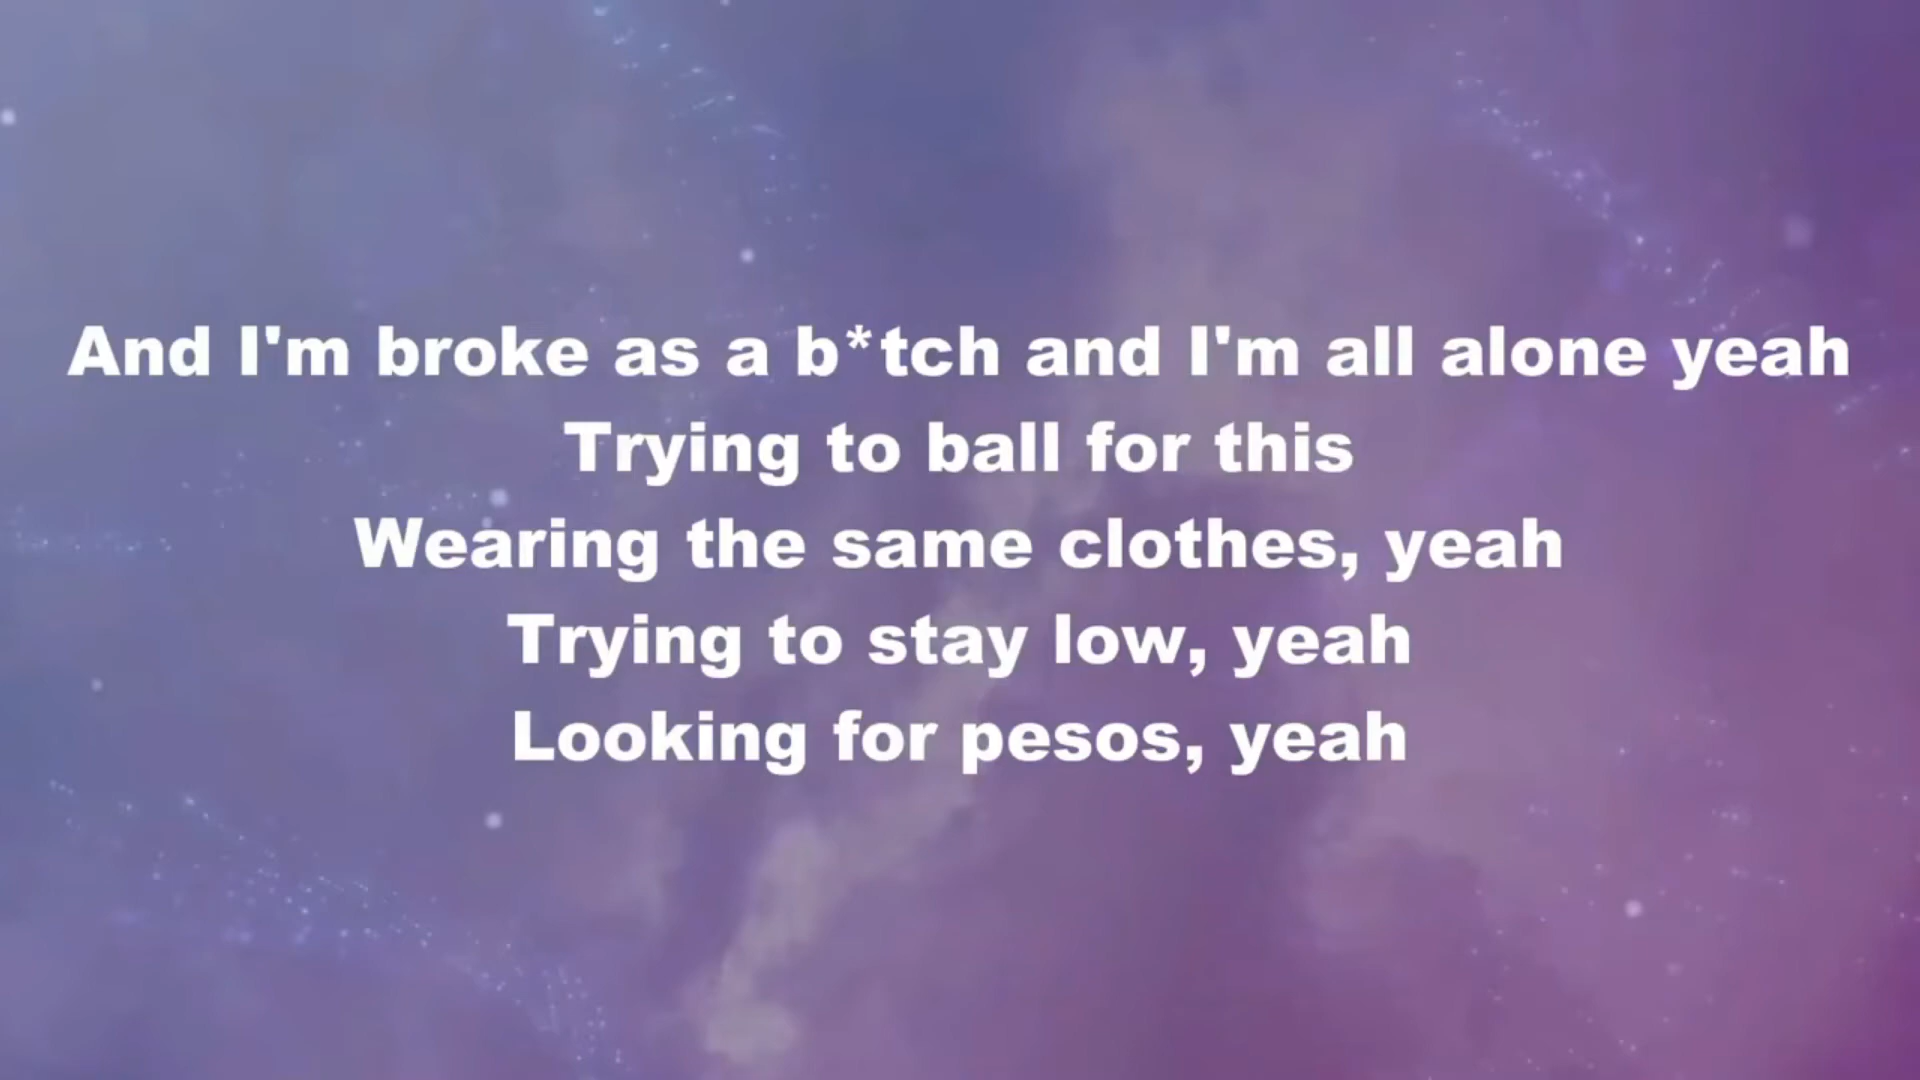 And I'm broke as a b*tch and I'm all alone yeah
Trying to ball for this
Wearing the same clothes, yeah
Trying to stay low, yeah
Looking for pesos, yeah